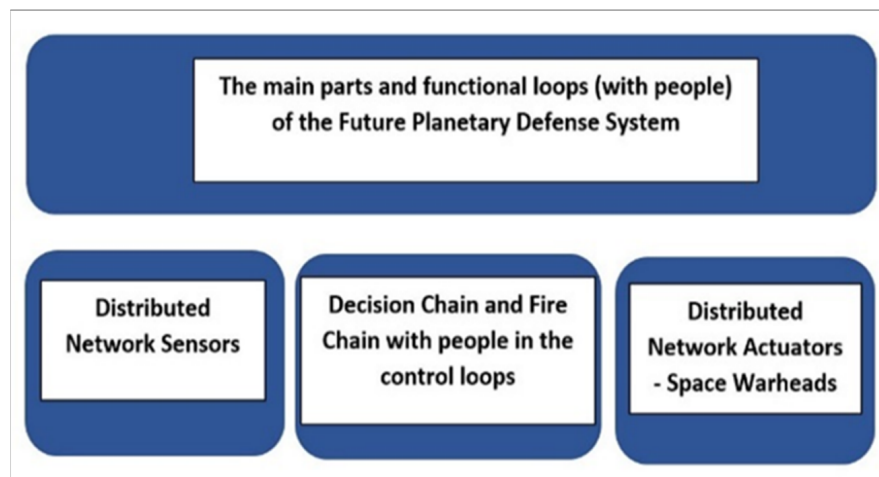 The main parts and functional loops (with people)
of the Future Planetary Defense System
Distributed
Network Sensors
Decision Chain and Fire
Chain with people in the
control loops
Distributed
Network Actuators
- Space Warheads